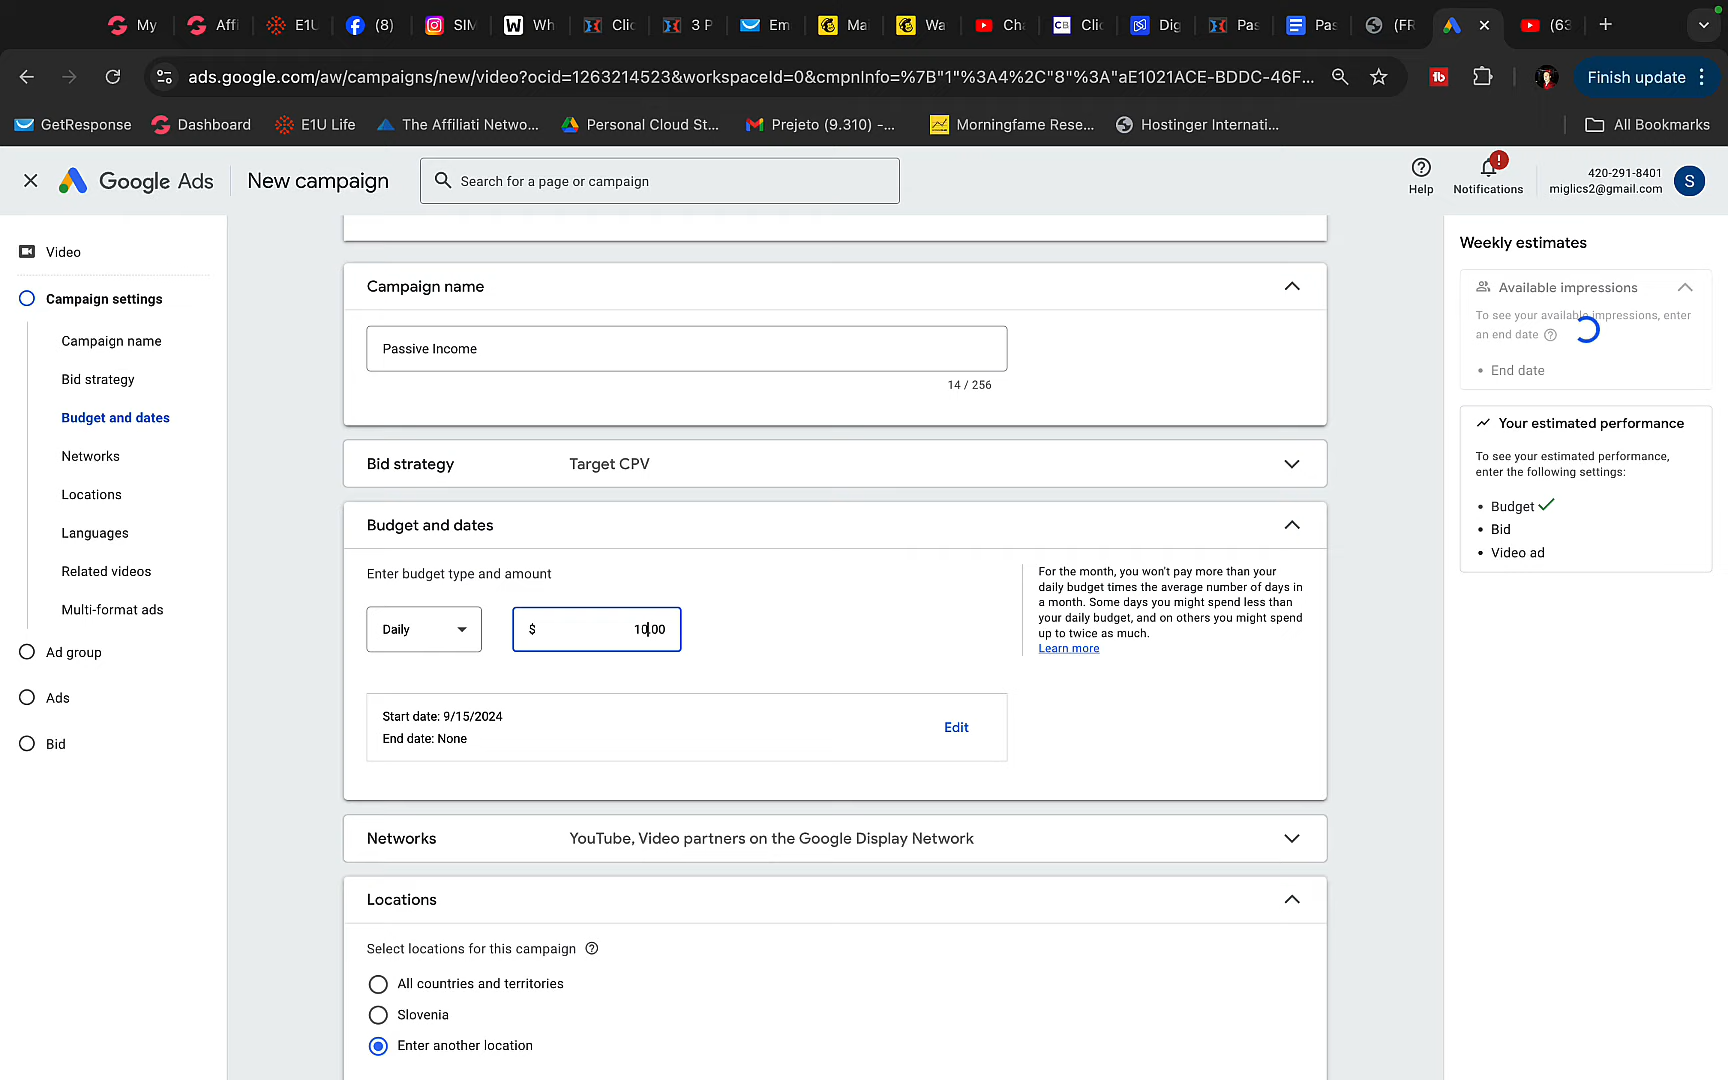 My
Affi
E1U
(8)
SIM
Wh
Clic
3 P
Em
Ma
Wa
Cha
CB
Clic
Dig
Pas
Pas
(FR
(63
ads.google.com/aw/campaigns/new/video?ocid=1263214523&workspaceId=0&cmpnInfo=%7B"1"%3A4%2C"8"%3A"aE1021ACE-BDDC-46F...
Finish update
GetResponse
Dashboard
E1U Life
The Affiliati Netwo...
Personal Cloud St...
Prejeto (9.310) -...
Morningfame Rese...
Hostinger Internati...
All Bookmarks
Google Ads
New campaign
Search for a page or campaign
Help
Notifications
420-291-8401
miglics2@gmail.com
S
Video
Campaign settings
Campaign name
Bid strategy
Budget and dates
Networks
Locations
Languages
Related videos
Multi-format ads
Ad group
Ads
Bid
Campaign name
Passive Income
14 / 256
Bid strategy
Target CPV
Budget and dates
Enter budget type and amount
Daily
$ 10.00
For the month, you won't pay more than your
daily budget times the average number of days in
a month. Some days you might spend less than
your daily budget, and on others you might spend
up to twice as much.
Learn more
Start date: 9/15/2024
End date: None
Edit
Networks
YouTube, Video partners on the Google Display Network
Locations
Select locations for this campaign
All countries and territories
Slovenia
Enter another location
Weekly estimates
Available impressions
To see your available impressions, enter
an end date
• End date
Your estimated performance
To see your estimated performance,
enter the following settings:
• Budget
• Bid
• Video ad